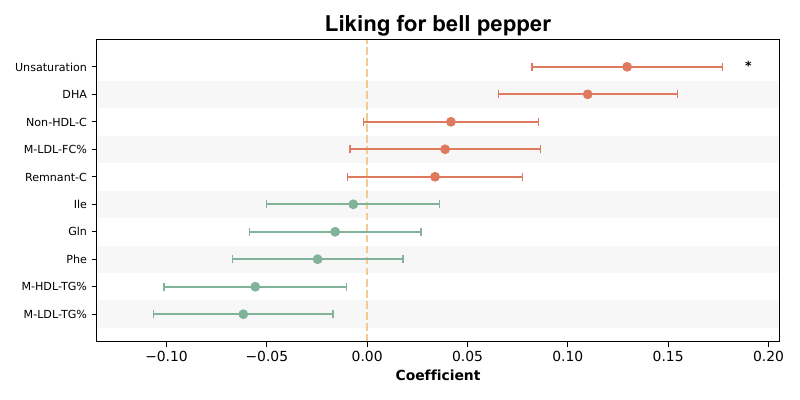 Liking for bell pepper
Unsaturation
*
DHA
Non-HDL-C
M-LDL-FC%
Remnant-C
Ile
Gln
Phe
M-HDL-TG%
M-LDL-TG%
−0.10 −0.05 0.00 0.05 0.10 0.15 0.20
Coefficient